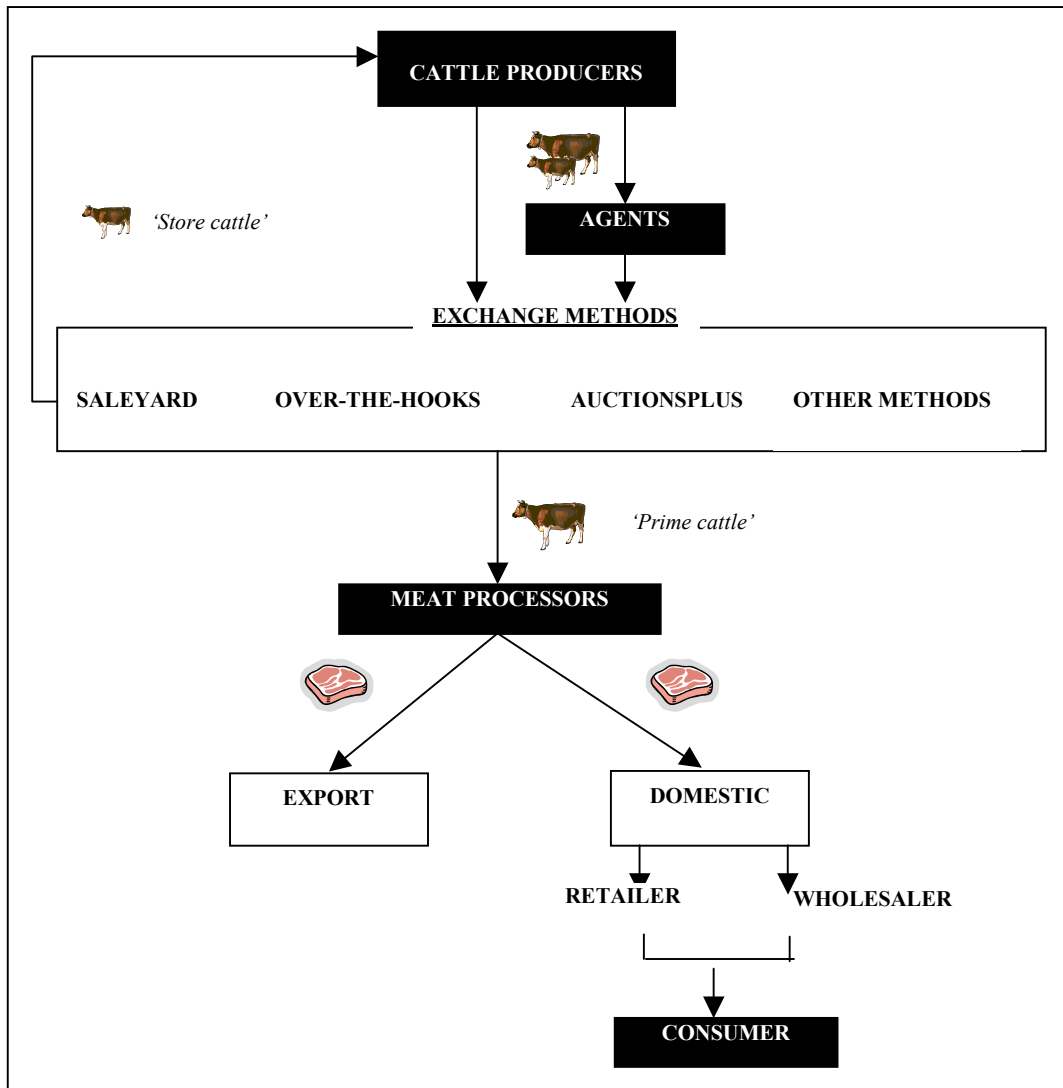 CATTLE PRODUCERS
‘Store cattle’
AGENTS
EXCHANGE METHODS
SALEYARD OVER-THE-HOOKS AUCTIONSPLUS OTHER METHODS
‘Prime cattle’
MEAT PROCESSORS
EXPORT DOMESTIC
RETAILER WHOLESALER
CONSUMER